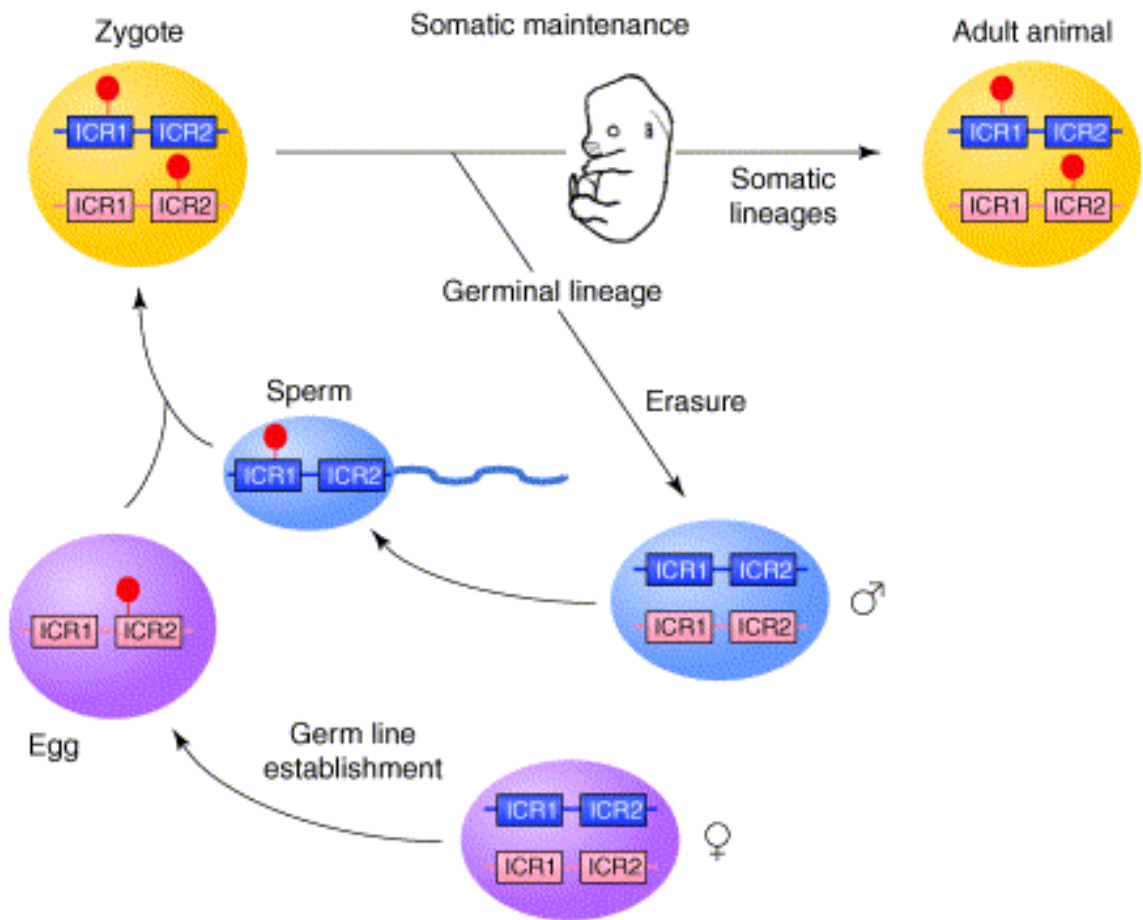 Zygote
Somatic maintenance
Adult animal
ICR1 ICR2
ICR1 ICR2
ICR1 ICR2
ICR1 ICR2
Somatic
lineages
Germinal lineage
Erasure
Sperm
ICR1 ICR2
ICR1 ICR2
ICR1 ICR2
♂
ICR1 ICR2
Egg
Germ line
establishment
ICR1 ICR2
ICR1 ICR2
♀